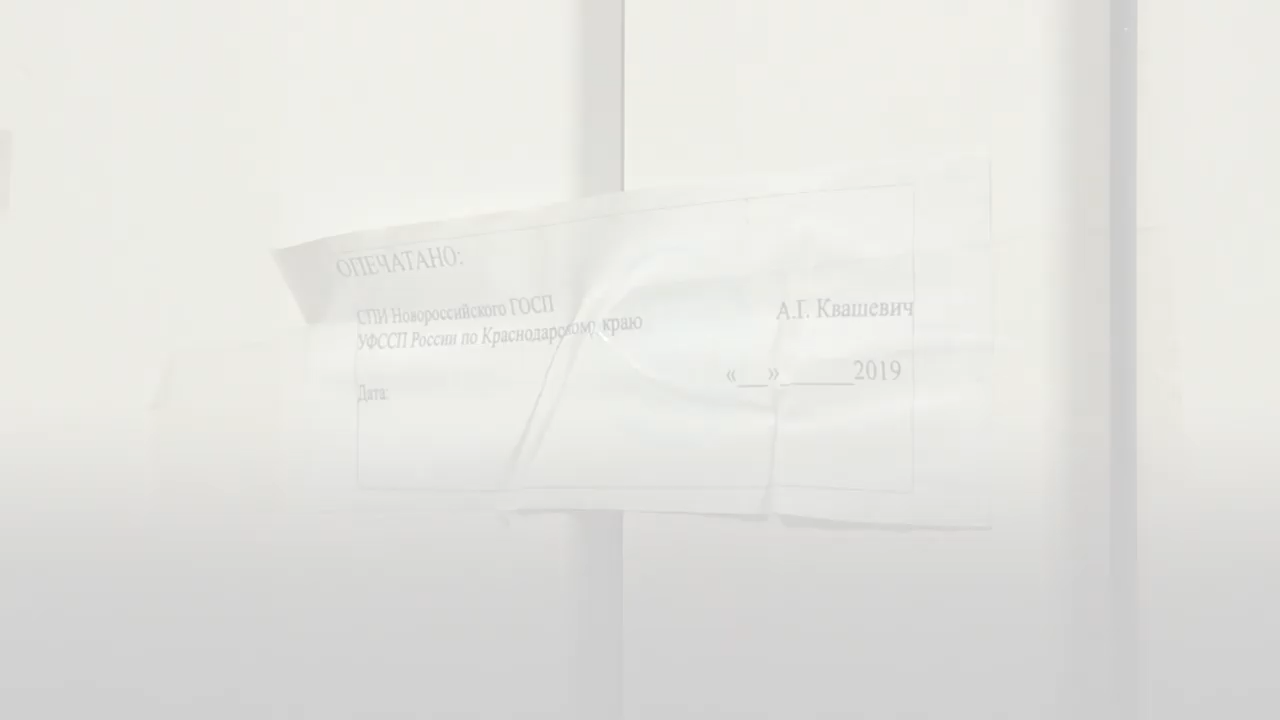 ОПЕЧАТАНО:
СПИ Новороссийского ГОСП
УФССП России по Краснодарскому краю
А.Г. Квашевич
Дата:
«__»______2019